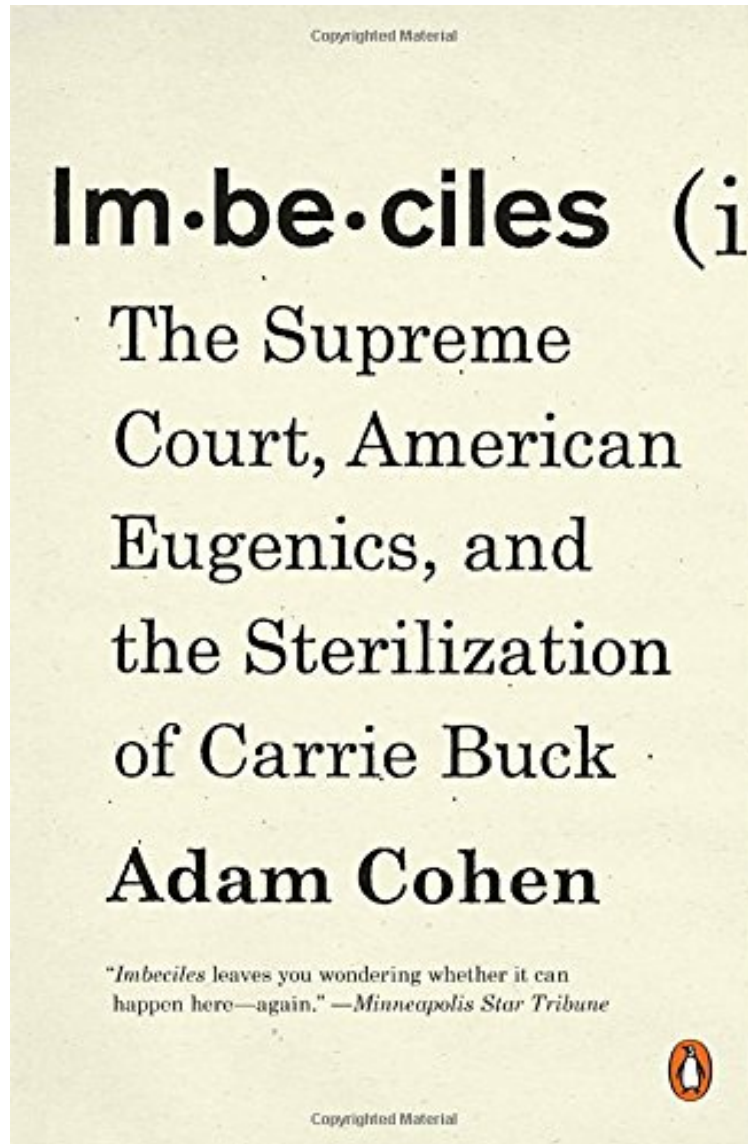 Copyrighted Material
Im·be·ciles (i
The Supreme
Court, American
Eugenics, and
the Sterilization
of Carrie Buck
Adam Cohen
“Imbeciles leaves you wondering whether it can
happen here—again.” —Minneapolis Star Tribune
Copyrighted Material